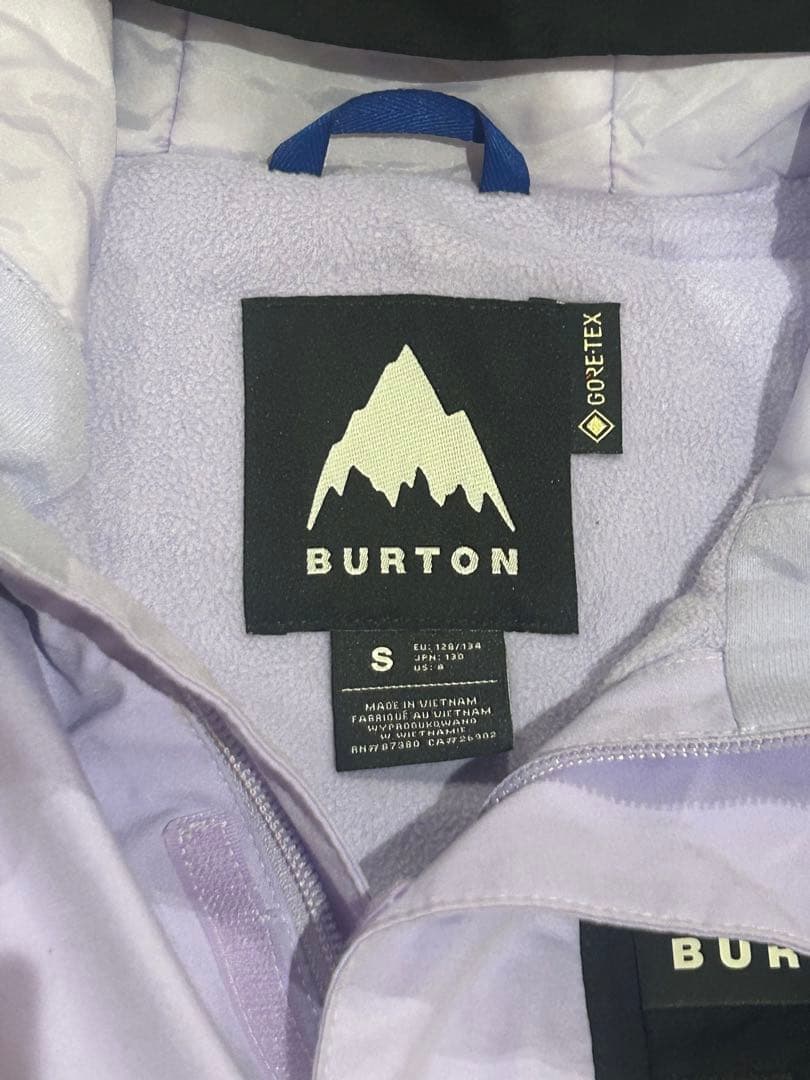 GORE-TEX
BURTON
S
EU: 128/134
JPN: 130
US: 8
MADE IN VIETNAM
FABRIQUÉ AU VIETNAM
WYPRODUKOWANO
W WIETNAMIE
RN# 87380 CA# 26902
BUR